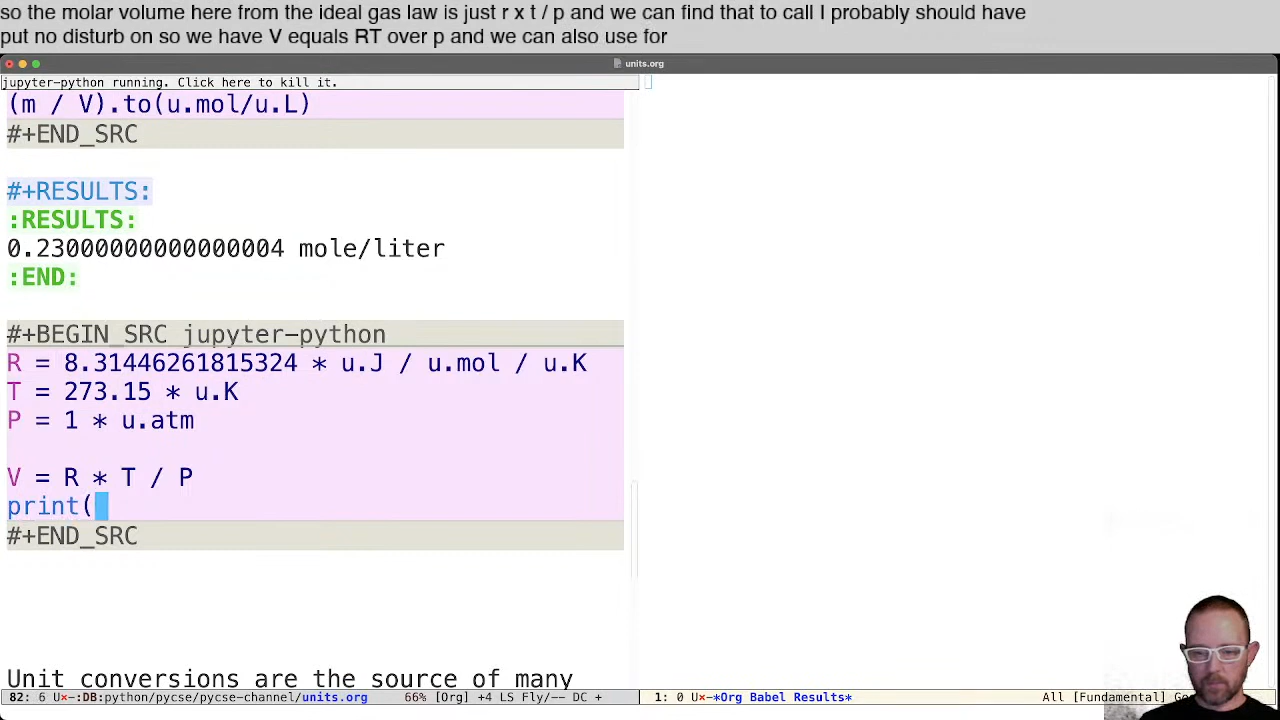 so the molar volume here from the ideal gas law is just r x t / p and we can find that to call I probably should have
put no disturb on so we have V equals RT over p and we can also use for
units.org
jupyter-python running. Click here to kill it.
(m / V).to(u.mol/u.L)
#+END_SRC
#+RESULTS:
:RESULTS:
0.23000000000000004 mole/liter
:END:
#+BEGIN_SRC jupyter-python
R = 8.31446261815324 * u.J / u.mol / u.K
T = 273.15 * u.K
P = 1 * u.atm
V = R * T / P
print(
#+END_SRC
Unit conversions are the source of many
82: 6 U×-:DB:python/pycse/pycse-channel/units.org 66% [Org] +4 LS Fly/-- DC +
1: 0 U×-*Org Babel Results* All [Fundamental]